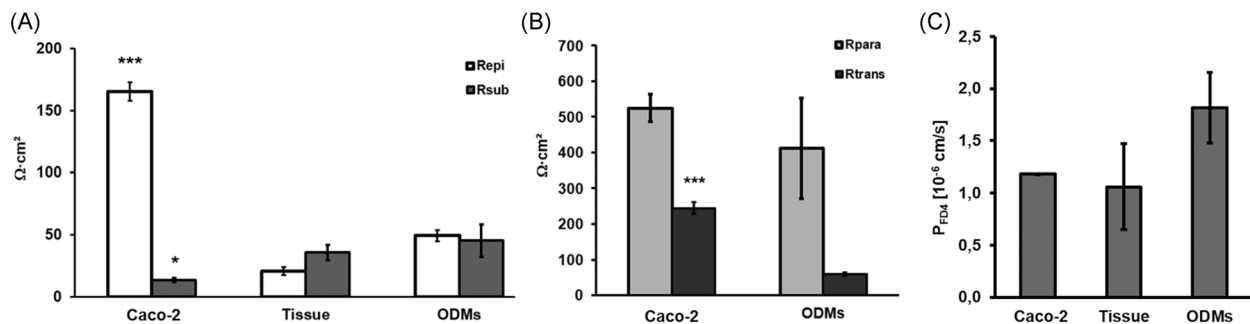 (A)
200
150
100
50
0
Ω·cm²
***
*
Repi
Rsub
Caco-2 Tissue ODMs
(B)
700
600
500
400
300
200
100
0
Ω·cm²
***
Rpara
Rtrans
Caco-2 ODMs
(C)
2,5
2,0
1,5
1,0
0,5
0,0
P_FD4 [10⁻⁶ cm/s]
Caco-2 Tissue ODMs